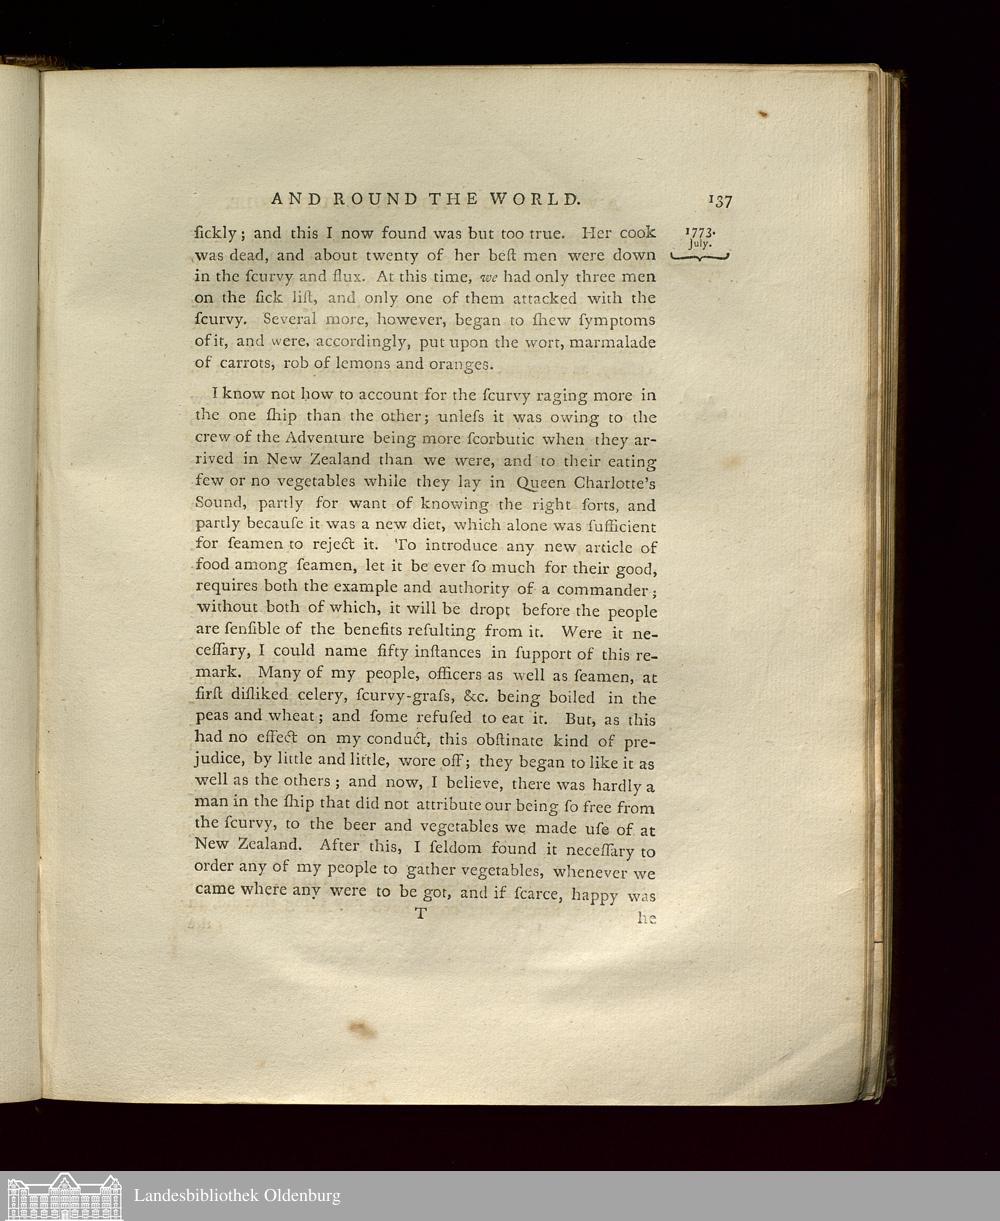 AND ROUND THE WORLD. 137
ſickly; and this I now found was but too true. Her cook
1773.
July.
was dead, and about twenty of her beſt men were down
in the ſcurvy and flux. At this time, we had only three men
on the ſick liſt, and only one of them attacked with the
ſcurvy. Several more, however, began to ſhew ſymptoms
of it, and were, accordingly, put upon the wort, marmalade
of carrots, rob of lemons and oranges.
I know not how to account for the ſcurvy raging more in
the one ſhip than the other; unleſs it was owing to the
crew of the Adventure being more ſcorbutic when they ar-
rived in New Zealand than we were, and to their eating
few or no vegetables while they lay in Queen Charlotte's
Sound, partly for want of knowing the right ſorts, and
partly becauſe it was a new diet, which alone was ſufficient
for ſeamen to reject it. To introduce any new article of
food among ſeamen, let it be ever ſo much for their good,
requires both the example and authority of a commander;
without both of which, it will be dropt before the people
are ſenſible of the benefits reſulting from it. Were it ne-
ceſſary, I could name fifty inſtances in ſupport of this re-
mark. Many of my people, officers as well as ſeamen, at
firſt diſliked celery, ſcurvy-graſs, &c. being boiled in the
peas and wheat; and ſome refuſed to eat it. But, as this
had no effect on my conduct, this obſtinate kind of pre-
judice, by little and little, wore off; they began to like it as
well as the others; and now, I believe, there was hardly a
man in the ſhip that did not attribute our being ſo free from
the ſcurvy, to the beer and vegetables we made uſe of at
New Zealand. After this, I ſeldom found it neceſſary to
order any of my people to gather vegetables, whenever we
came where any were to be got, and if ſcarce, happy was
T he
Landesbibliothek Oldenburg